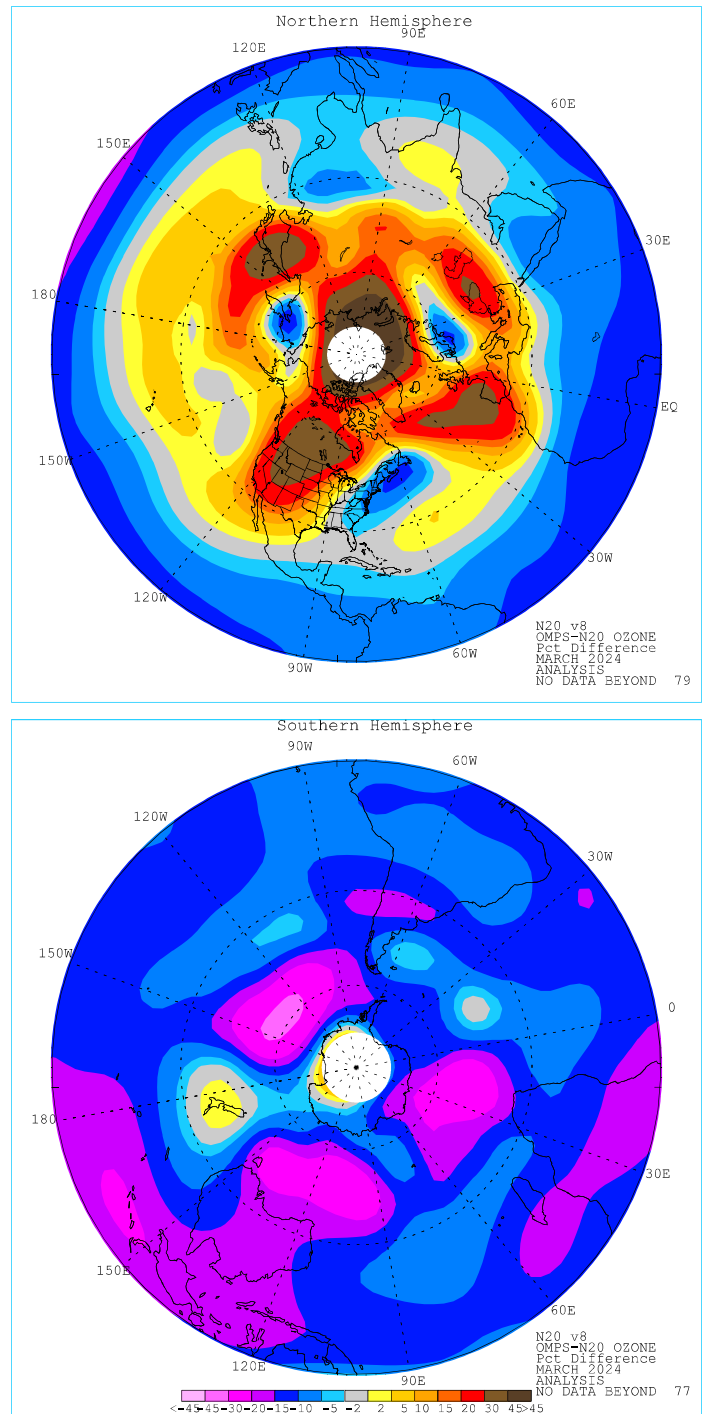 Northern Hemisphere
90E
120E
60E
150E
30E
180
EQ
150W
30W
120W
60W
90W
N20 v8
OMPS-N20 OZONE
Pct Difference
MARCH 2024
ANALYSIS
NO DATA BEYOND 79
Southern Hemisphere
90W
60W
120W
30W
150W
0
180
30E
150E
60E
120E
90E
N20 v8
OMPS-N20 OZONE
Pct Difference
MARCH 2024
ANALYSIS
NO DATA BEYOND 77
<-45 -45 -30 -20 -15 -10 -5 -2 2 5 10 15 20 30 45 >45